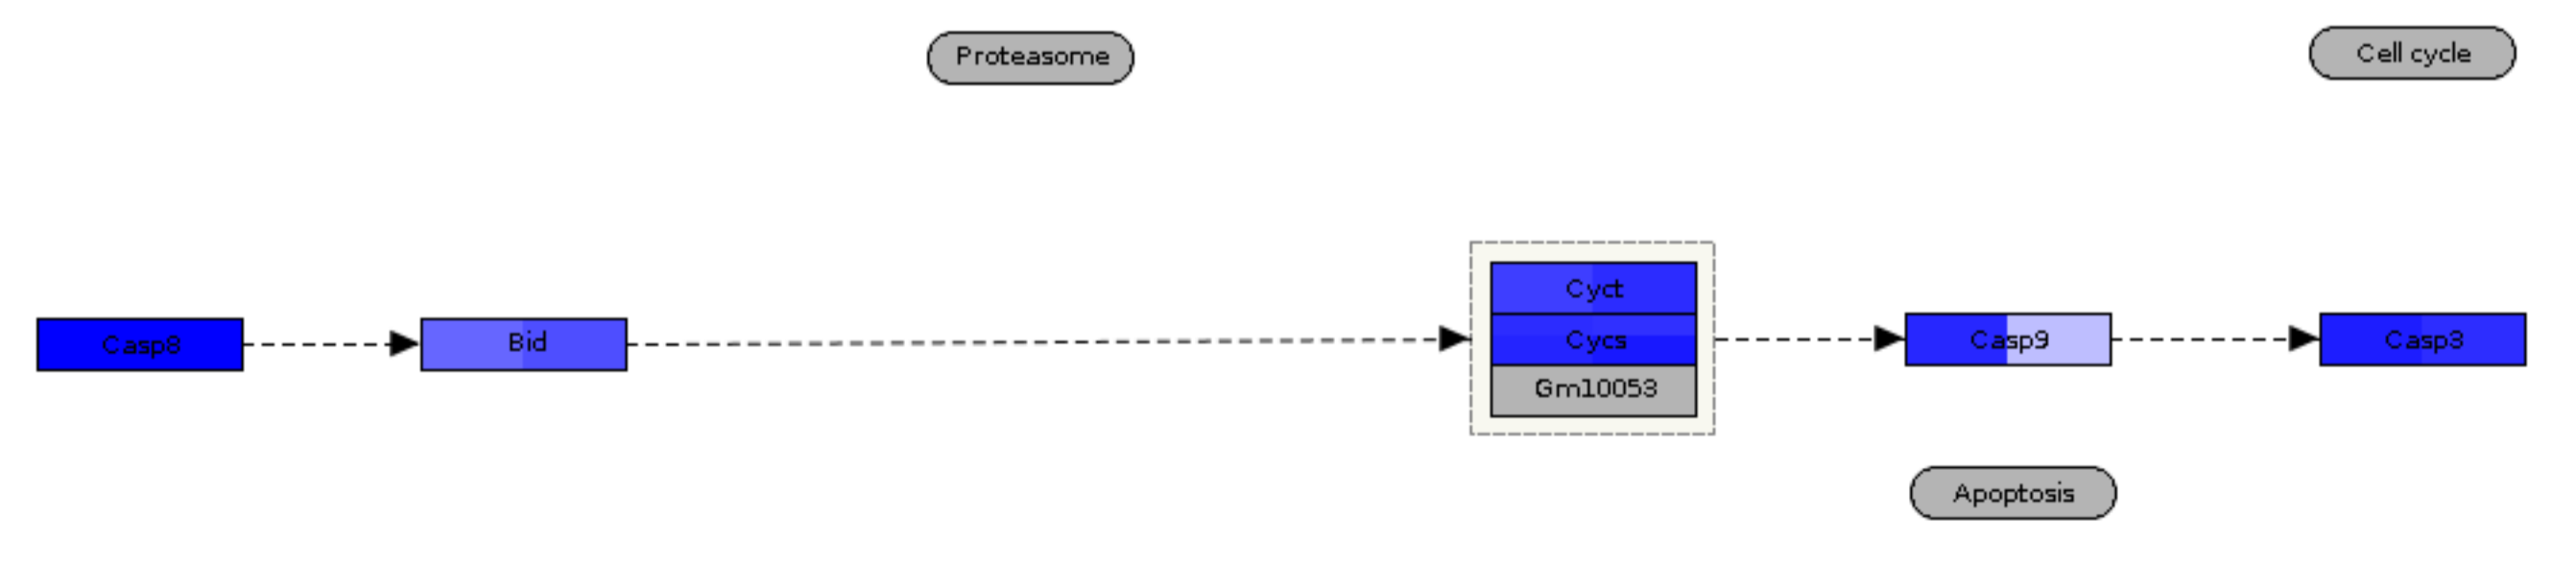 Proteasome
Cell cycle
Casp8
Bid
Cyct
Cycs
Gm10053
Casp9
Casp3
Apoptosis